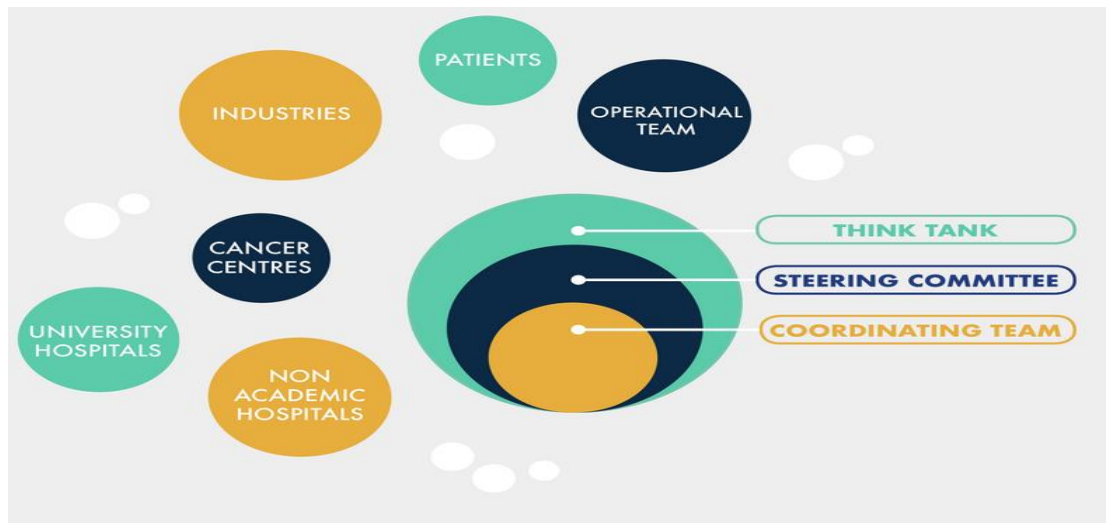 PATIENTS
INDUSTRIES
OPERATIONAL
TEAM
THINK TANK
CANCER
CENTRES
STEERING COMMITTEE
UNIVERSITY
HOSPITALS
COORDINATING TEAM
NON
ACADEMIC
HOSPITALS